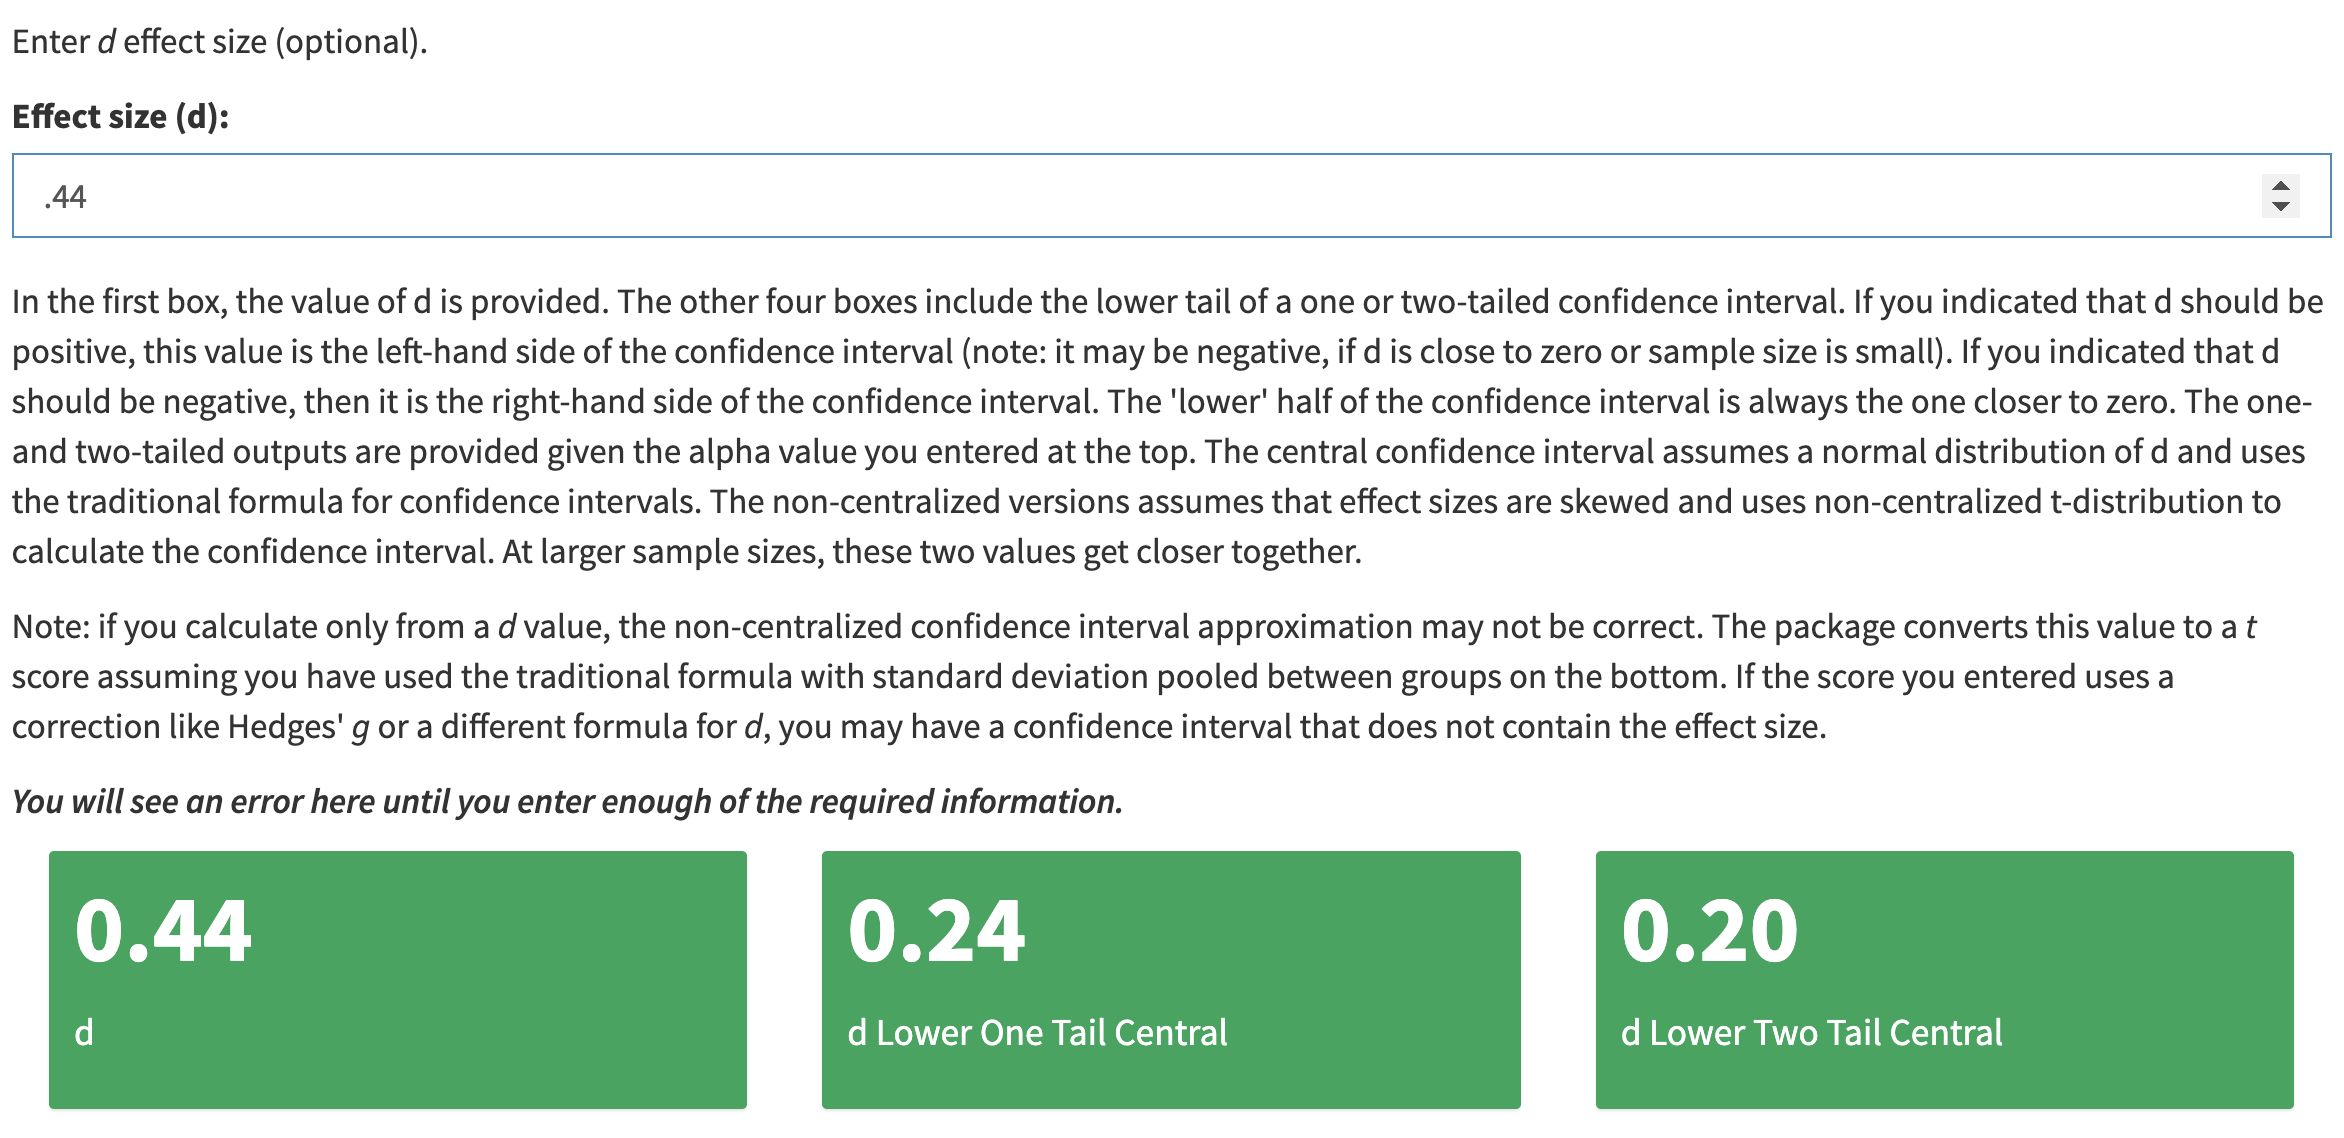 Enter d effect size (optional).
Effect size (d):
.44
In the first box, the value of d is provided. The other four boxes include the lower tail of a one or two-tailed confidence interval. If you indicated that d should be
positive, this value is the left-hand side of the confidence interval (note: it may be negative, if d is close to zero or sample size is small). If you indicated that d
should be negative, then it is the right-hand side of the confidence interval. The 'lower' half of the confidence interval is always the one closer to zero. The one-
and two-tailed outputs are provided given the alpha value you entered at the top. The central confidence interval assumes a normal distribution of d and uses
the traditional formula for confidence intervals. The non-centralized versions assumes that effect sizes are skewed and uses non-centralized t-distribution to
calculate the confidence interval. At larger sample sizes, these two values get closer together.
Note: if you calculate only from a d value, the non-centralized confidence interval approximation may not be correct. The package converts this value to a t
score assuming you have used the traditional formula with standard deviation pooled between groups on the bottom. If the score you entered uses a
correction like Hedges' g or a different formula for d, you may have a confidence interval that does not contain the effect size.
You will see an error here until you enter enough of the required information.
0.44
d
0.24
d Lower One Tail Central
0.20
d Lower Two Tail Central